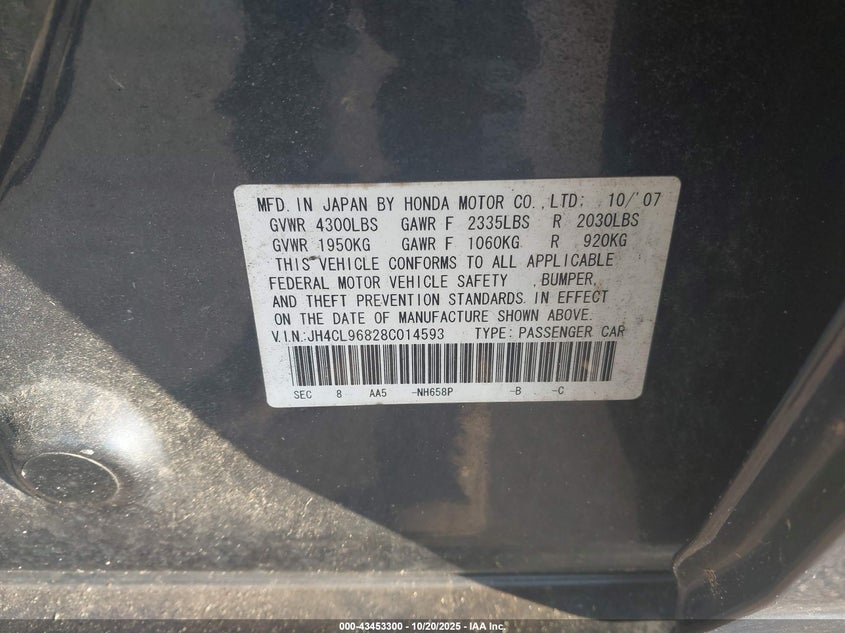 MFD. IN JAPAN BY HONDA MOTOR CO., LTD. 10/'07
GVWR 4300LBS GAWR F 2335LBS R 2030LBS
GVWR 1950KG GAWR F 1060KG R 920KG
THIS VEHICLE CONFORMS TO ALL APPLICABLE
FEDERAL MOTOR VEHICLE SAFETY , BUMPER,
AND THEFT PREVENTION STANDARDS IN EFFECT
ON THE DATE OF MANUFACTURE SHOWN ABOVE.
V.I.N.:JH4CL96828C014593 TYPE: PASSENGER CAR
SEC 8 AA5 -NH658P -B -C
000-43453300 | 10/20/2025 - IAA Inc.